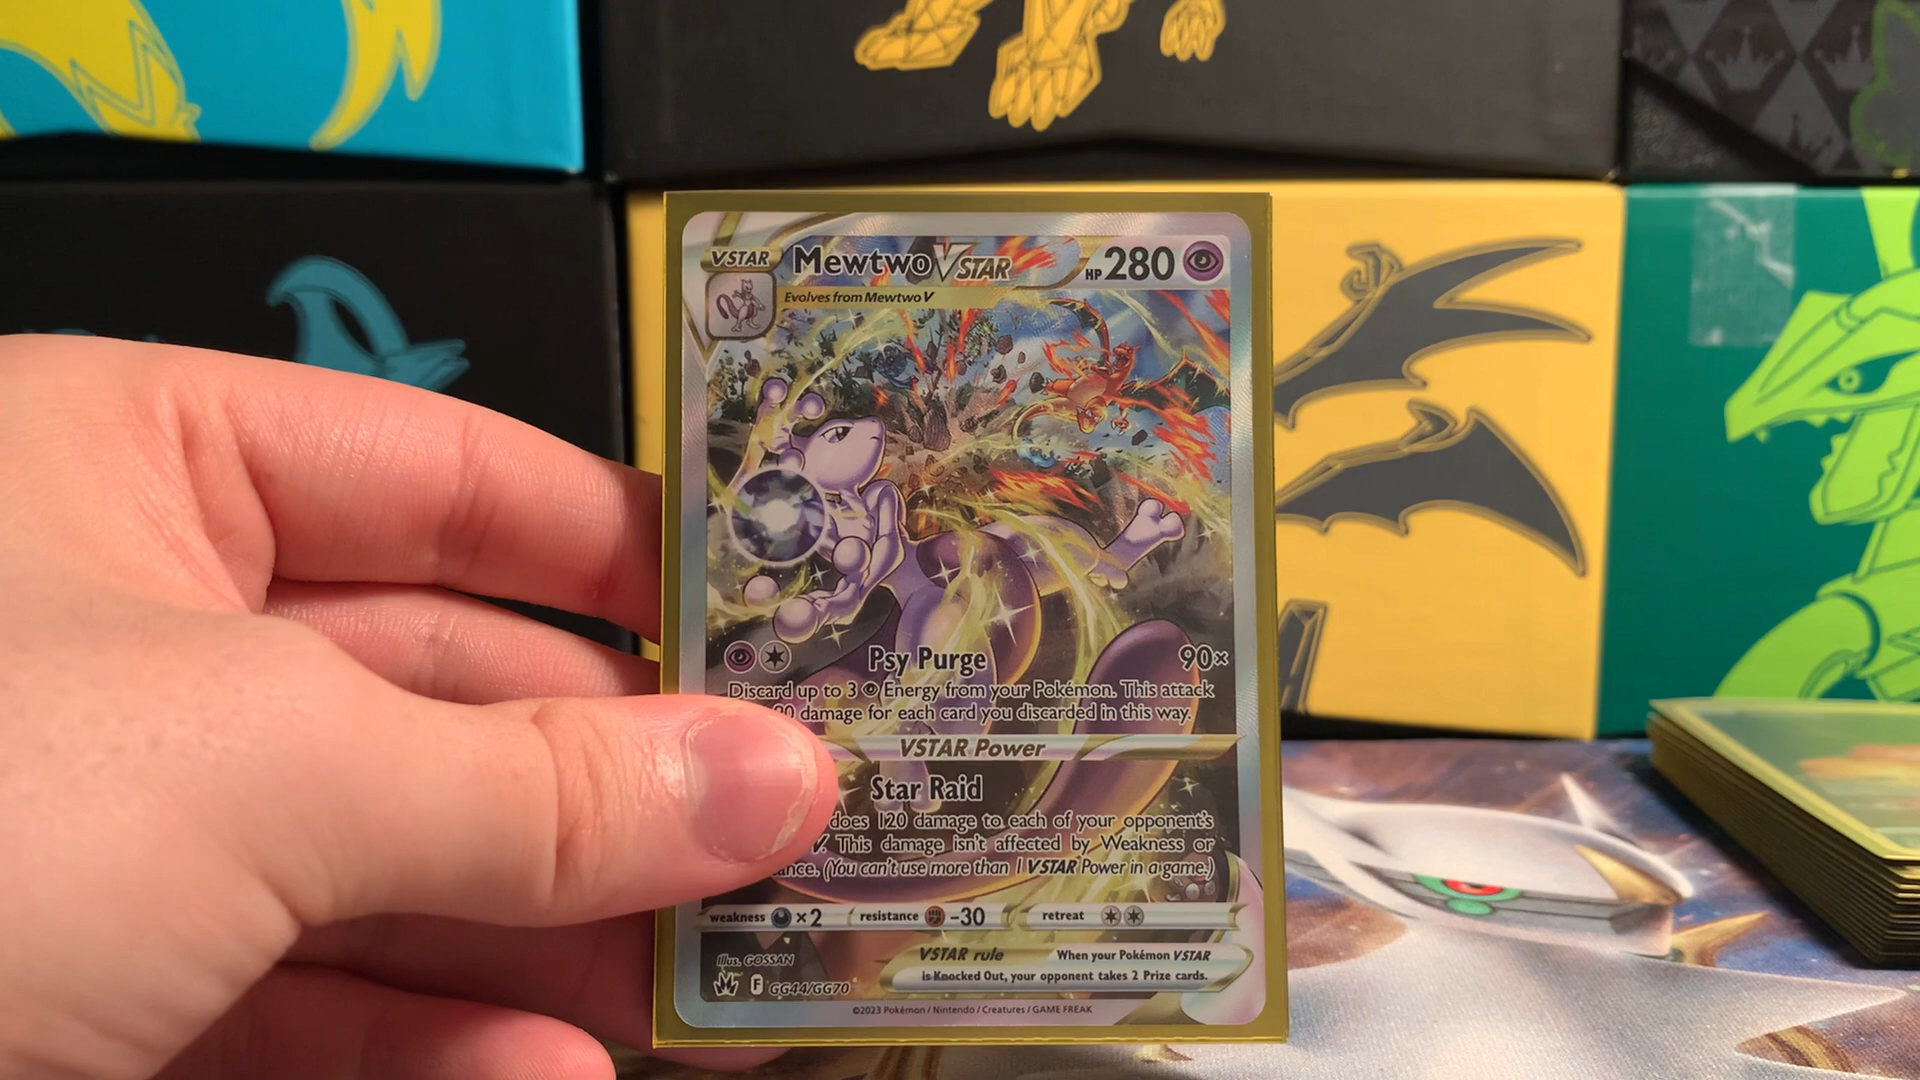 VSTAR Mewtwo VSTAR HP 280
Evolves from Mewtwo V
Psy Purge 90×
Discard up to 3 Energy from your Pokémon. This attack
90 damage for each card you discarded in this way.
VSTAR Power
Star Raid
does 120 damage to each of your opponent's
V. This damage isn't affected by Weakness or
(You can't use more than 1 VSTAR Power in a game.)
weakness ×2 resistance -30 retreat
VSTAR rule When your Pokémon VSTAR
is Knocked Out, your opponent takes 2 Prize cards.
Illus. GOSSAN
F GG44/GG70
©2023 Pokémon / Nintendo / Creatures / GAME FREAK